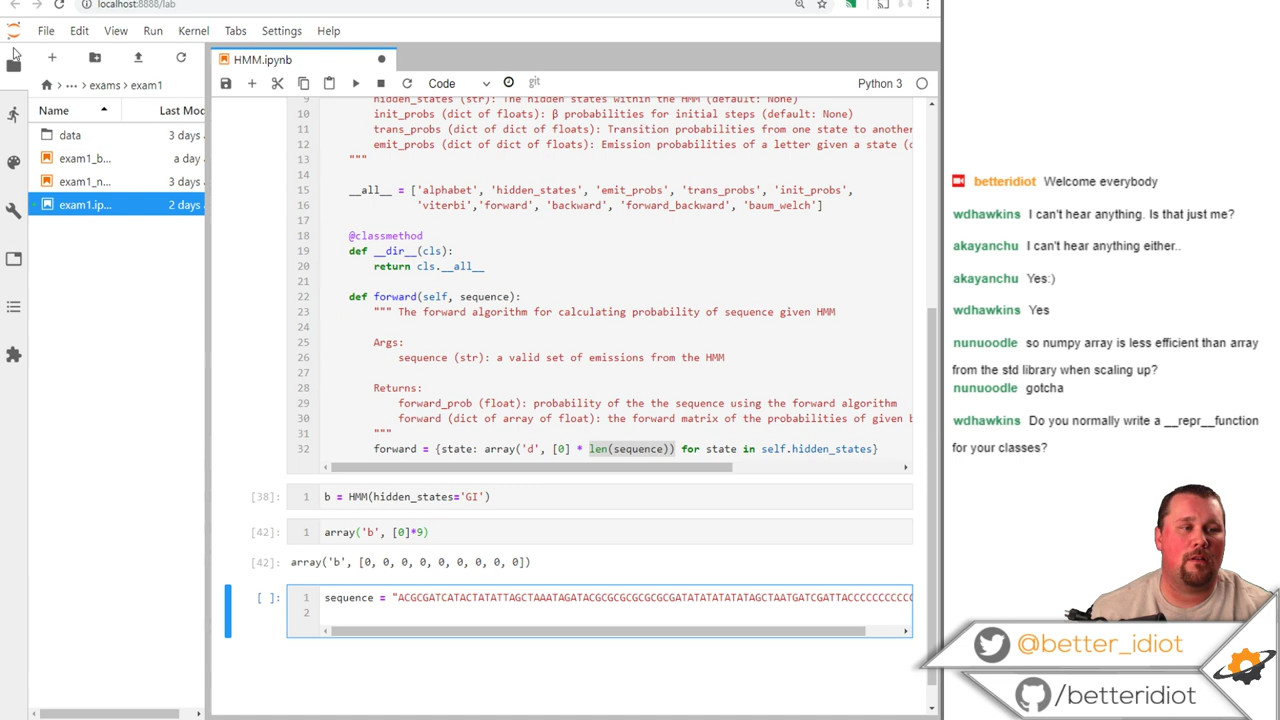 localhost:8888/lab
File Edit View Run Kernel Tabs Settings Help
HMM.ipynb
Code
git
Python 3
exams exam1
Name Last Mod
data 3 days
exam1_b... a day
exam1_n... 3 days
exam1.ip... 2 days
9 hidden_states (str): The hidden states within the HMM (default: None)
10 init_probs (dict of floats): β probabilities for initial steps (default: None)
11 trans_probs (dict of dict of floats): Transition probabilities from one state to another
12 emit_probs (dict of dict of floats): Emission probabilities of a letter given a state (
13 """
14
15 __all__ = ['alphabet', 'hidden_states', 'emit_probs', 'trans_probs', 'init_probs',
16 'viterbi','forward', 'backward', 'forward_backward', 'baum_welch']
17
18 @classmethod
19 def __dir__(cls):
20 return cls.__all__
21
22 def forward(self, sequence):
23 """ The forward algorithm for calculating probability of sequence given HMM
24
25 Args:
26 sequence (str): a valid set of emissions from the HMM
27
28 Returns:
29 forward_prob (float): probability of the the sequence using the forward algorithm
30 forward (dict of array of float): the forward matrix of the probabilities of given b
31 """
32 forward = {state: array('d', [0] * len(sequence)) for state in self.hidden_states}
[38]: 1 b = HMM(hidden_states='GI')
[42]: 1 array('b', [0]*9)
[42]: array('b', [0, 0, 0, 0, 0, 0, 0, 0, 0])
[ ]: 1 sequence = "ACGCGATCATACTATATTAGCTAAATAGATACGCGCGCGCGCGATATATATATATAGCTAATGATCGATTACCCCCCCCCC
2
betteridiot Welcome everybody
wdhawkins I can't hear anything. Is that just me?
akayanchu I can't hear anything either..
akayanchu Yes:)
wdhawkins Yes
nunuoodle so numpy array is less efficient than array
from the std library when scaling up?
nunuoodle gotcha
wdhawkins Do you normally write a __repr__function
for your classes?
@better_idiot
/betteridiot